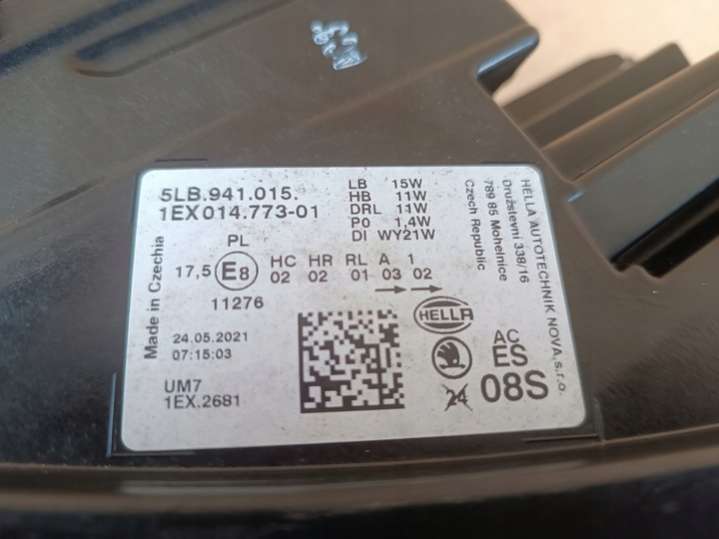 5LB.941.015.
1EX014.773-01
LB 15W
HB 11W
DRL 11W
PO 1,4W
DI WY21W
PL
17,5 E8 HC HR RL A 1
02 02 01 03 02
11276
24.05.2021
07:15:03
UM7
1EX.2681
Made in Czechia
HELLA
AC
ES
24 08S
HELLA AUTOTECHNIK NOVA, s.r.o.
Družstevní 338/16
789 85 Mohelnice
Czech Republic